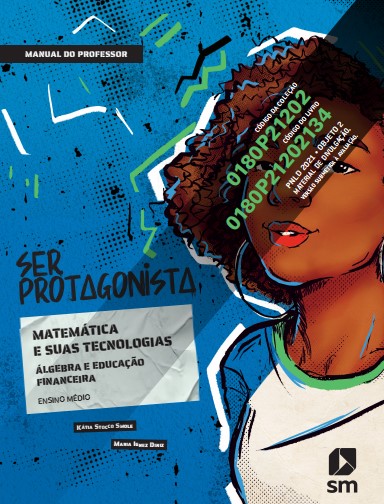 MANUAL DO PROFESSOR
CÓDIGO DA COLEÇÃO
0180P21202
CÓDIGO DO LIVRO
0180P21202134
PNLD 2021 - OBJETO 2
MATERIAL DE DIVULGAÇÃO.
VERSÃO SUBMETIDA À AVALIAÇÃO.
SER
PROTAGONISTA
MATEMÁTICA
E SUAS TECNOLOGIAS
ÁLGEBRA E EDUCAÇÃO
FINANCEIRA
ENSINO MÉDIO
KÁTIA STOCCO SMOLE
MARIA IGNEZ DINIZ
sm